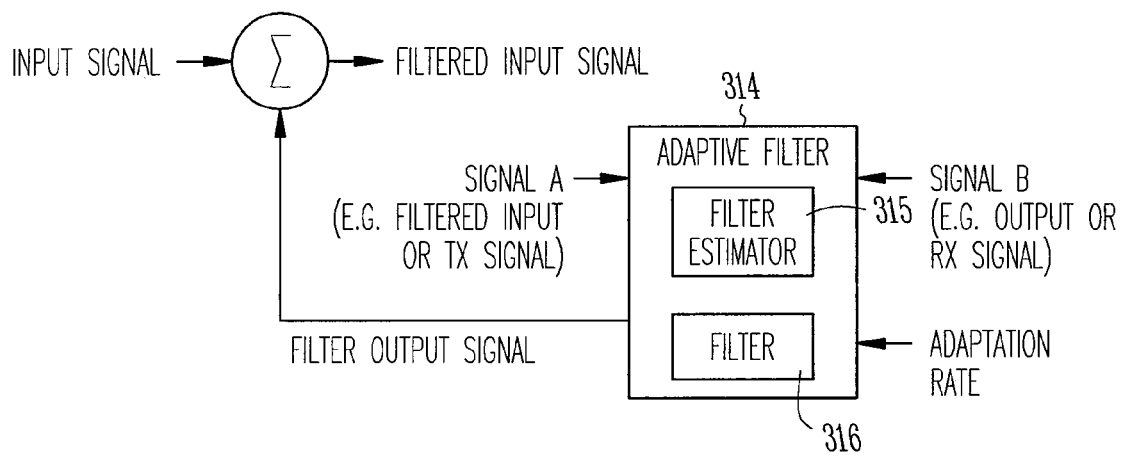 INPUT SIGNAL
Σ
FILTERED INPUT SIGNAL
314
ADAPTIVE FILTER
SIGNAL A
(E.G. FILTERED INPUT
OR TX SIGNAL)
FILTER
ESTIMATOR
315
SIGNAL B
(E.G. OUTPUT OR
RX SIGNAL)
FILTER OUTPUT SIGNAL
FILTER
316
ADAPTATION
RATE